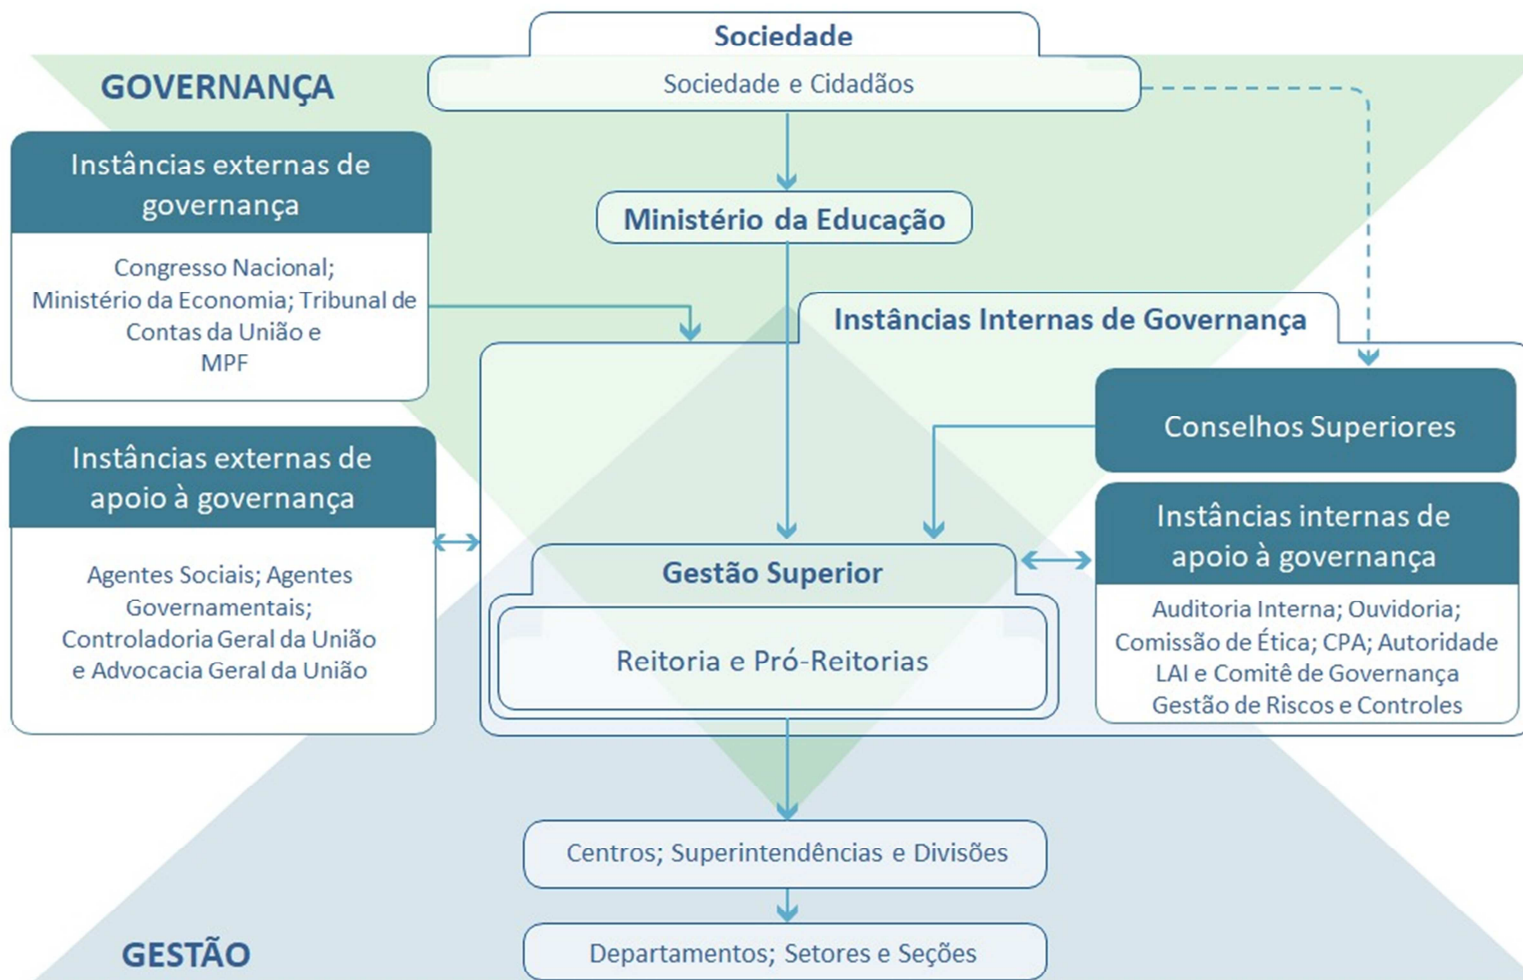 Sociedade
Sociedade e Cidadãos
GOVERNANÇA
Instâncias externas de
governança
Congresso Nacional;
Ministério da Economia; Tribunal de
Contas da União e
MPF
Ministério da Educação
Instâncias Internas de Governança
Conselhos Superiores
Instâncias externas de
apoio à governança
Agentes Sociais; Agentes
Governamentais;
Controladoria Geral da União
e Advocacia Geral da União
Gestão Superior
Reitoria e Pró-Reitorias
Instâncias internas de
apoio à governança
Auditoria Interna; Ouvidoria;
Comissão de Ética; CPA; Autoridade
LAI e Comitê de Governança
Gestão de Riscos e Controles
Centros; Superintendências e Divisões
Departamentos; Setores e Seções
GESTÃO